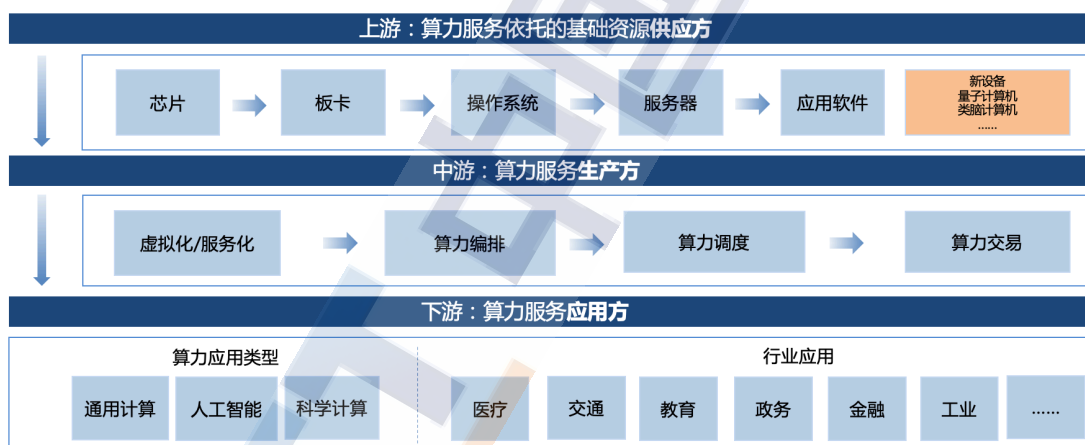 上游：算力服务依托的基础资源供应方
芯片
板卡
操作系统
服务器
应用软件
新设备
量子计算机
类脑计算机
……
中游：算力服务生产方
虚拟化/服务化
算力编排
算力调度
算力交易
下游：算力服务应用方
算力应用类型
行业应用
通用计算
人工智能
科学计算
医疗
交通
教育
政务
金融
工业
……